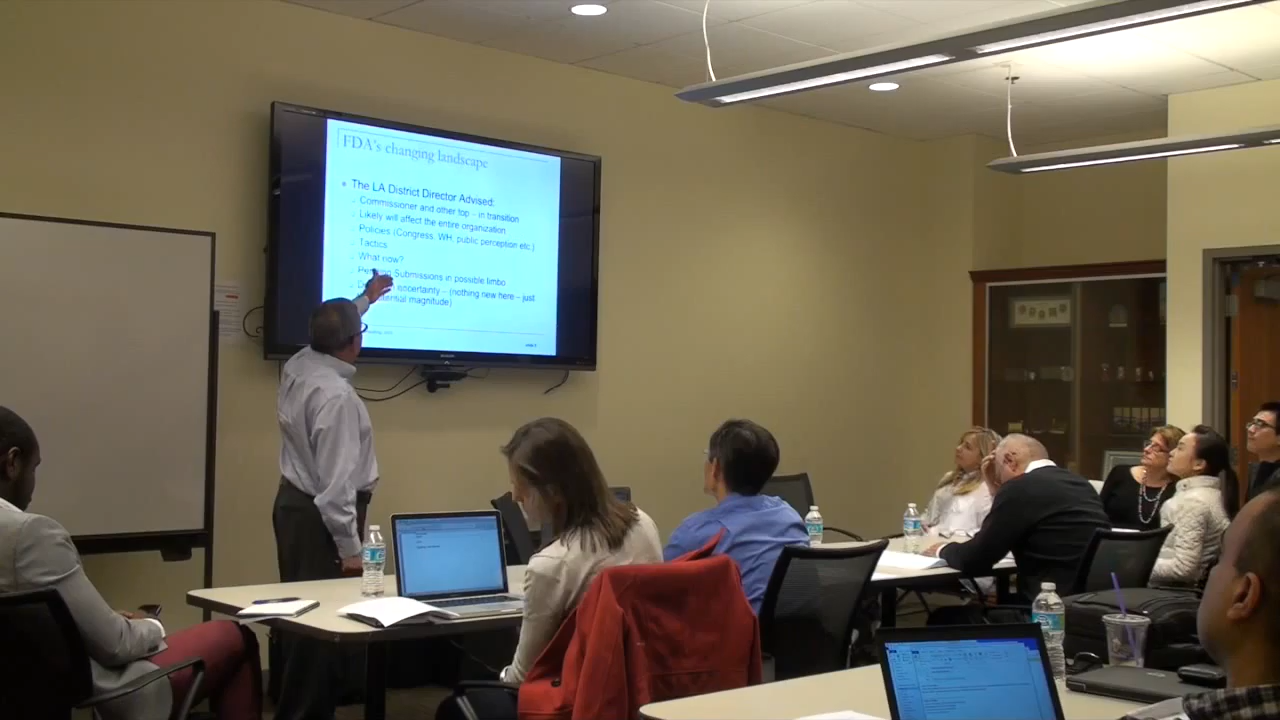 FDA's changing landscape
The LA District Director Advised:
– Commissioner and other top – in transition
– Likely will affect the entire organization
– Policies (Congress, WH, public perception etc.)
– Tactics
– What now?
Submissions in possible limbo
uncertainty – (nothing new here – just
potential magnitude)